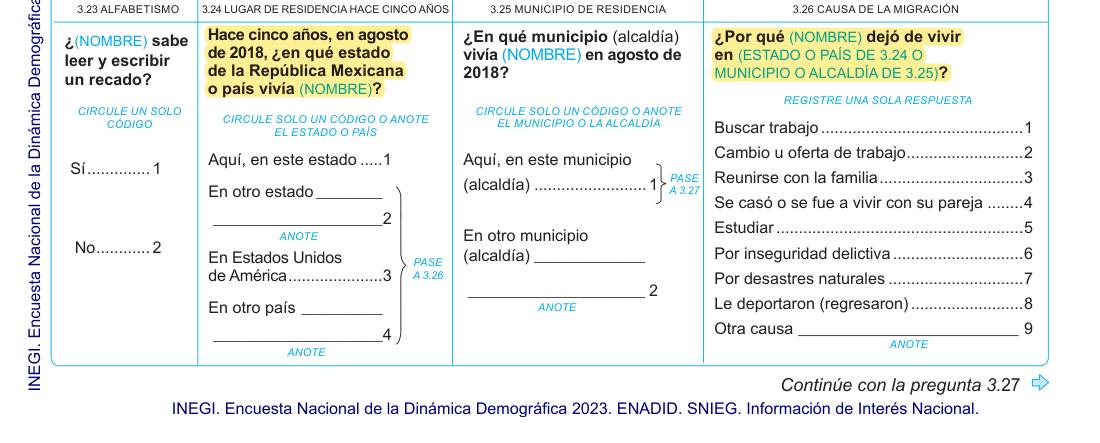 3.23 ALFABETISMO
¿(NOMBRE) sabe
leer y escribir
un recado?
CIRCULE UN SOLO
CÓDIGO
Sí.............. 1
No............2
3.24 LUGAR DE RESIDENCIA HACE CINCO AÑOS
Hace cinco años, en agosto
de 2018, ¿en qué estado
de la República Mexicana
o país vivía (NOMBRE)?
CIRCULE SOLO UN CÓDIGO O ANOTE
EL ESTADO O PAÍS
Aquí, en este estado .....1
En otro estado ________
____________________2
ANOTE
En Estados Unidos
de América......................3
En otro país __________
____________________4
ANOTE
PASE
A 3.26
3.25 MUNICIPIO DE RESIDENCIA
¿En qué municipio (alcaldía)
vivía (NOMBRE) en agosto de
2018?
CIRCULE SOLO UN CÓDIGO O ANOTE
EL MUNICIPIO O LA ALCALDÍA
Aquí, en este municipio
(alcaldía) ......................... 1
PASE
A 3.27
En otro municipio
(alcaldía) _____________
_____________________ 2
ANOTE
3.26 CAUSA DE LA MIGRACIÓN
¿Por qué (NOMBRE) dejó de vivir
en (ESTADO O PAÍS DE 3.24 O
MUNICIPIO O ALCALDÍA DE 3.25)?
REGISTRE UNA SOLA RESPUESTA
Buscar trabajo..............................................1
Cambio u oferta de trabajo...........................2
Reunirse con la familia.................................3
Se casó o se fue a vivir con su pareja ........4
Estudiar ........................................................5
Por inseguridad delictiva ..............................6
Por desastres naturales ...............................7
Le deportaron (regresaron)..........................8
Otra causa __________________________ 9
ANOTE
Continúe con la pregunta 3.27
INEGI. Encuesta Nacional de la Dinámica Demográfica 2023. ENADID. SNIEG. Información de Interés Nacional.
INEGI. Encuesta Nacional de la Dinámica Demográfica